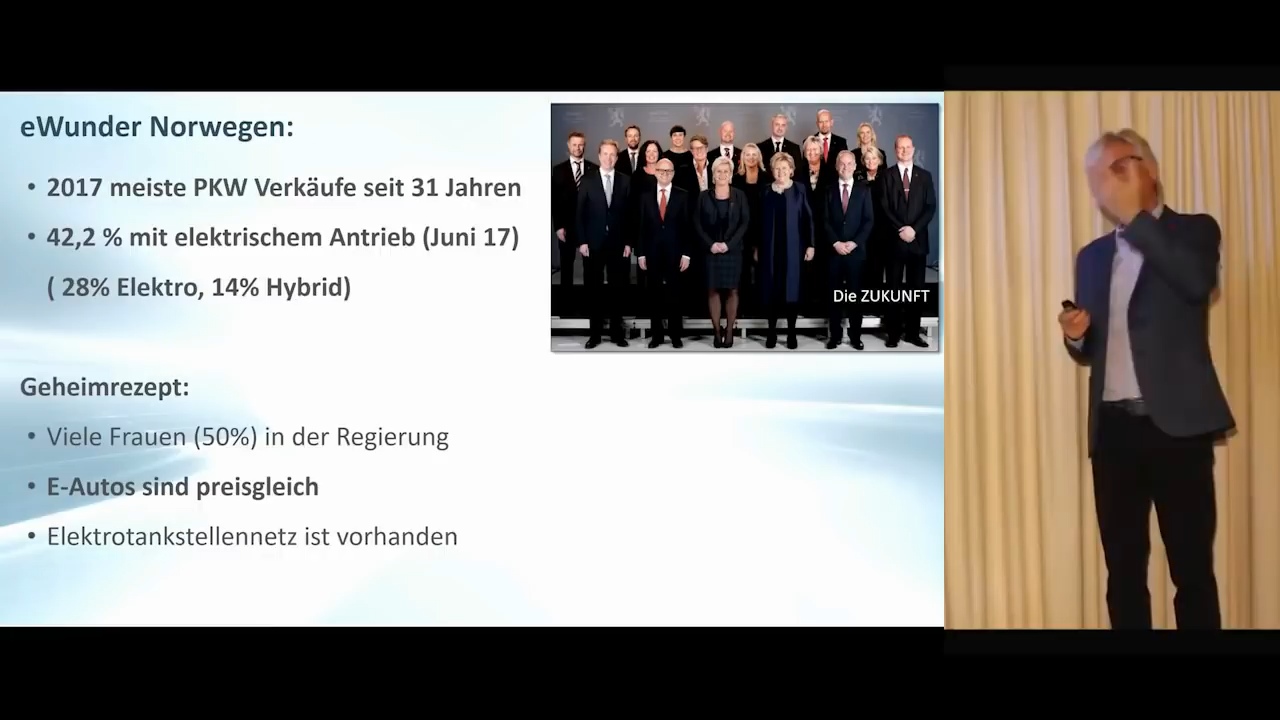 eWunder Norwegen:
• 2017 meiste PKW Verkäufe seit 31 Jahren
• 42,2 % mit elektrischem Antrieb (Juni 17)
( 28% Elektro, 14% Hybrid)
Die ZUKUNFT
Geheimrezept:
• Viele Frauen (50%) in der Regierung
• E-Autos sind preisgleich
• Elektrotankstellennetz ist vorhanden